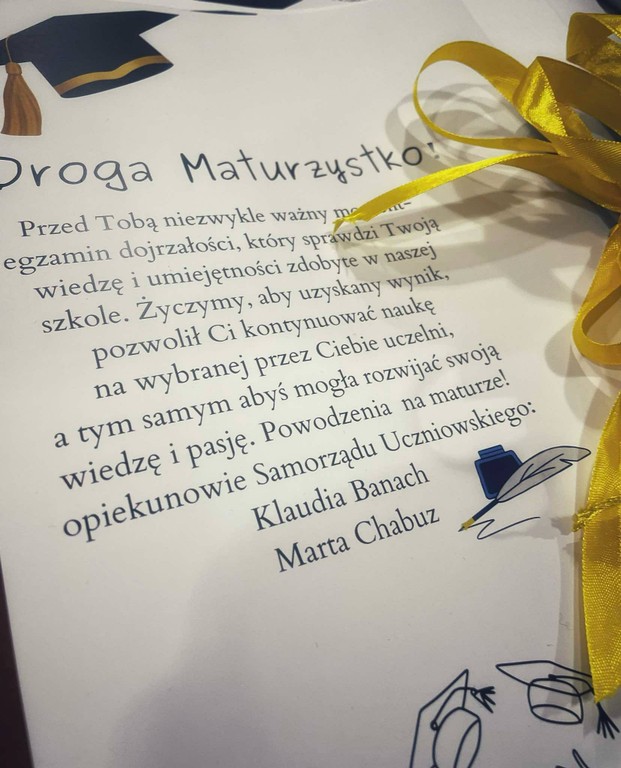 Droga Maturzystko!
Przed Tobą niezwykle ważny
egzamin dojrzałości, który sprawdzi Twoją
wiedzę i umiejętności zdobyte w naszej
szkole. Życzymy, aby uzyskany wynik,
pozwolił Ci kontynuować naukę
na wybranej przez Ciebie uczelni,
a tym samym abyś mogła rozwijać swoją
wiedzę i pasję. Powodzenia na maturze!
opiekunowie Samorządu Uczniowskiego:
Klaudia Banach
Marta Chabuz